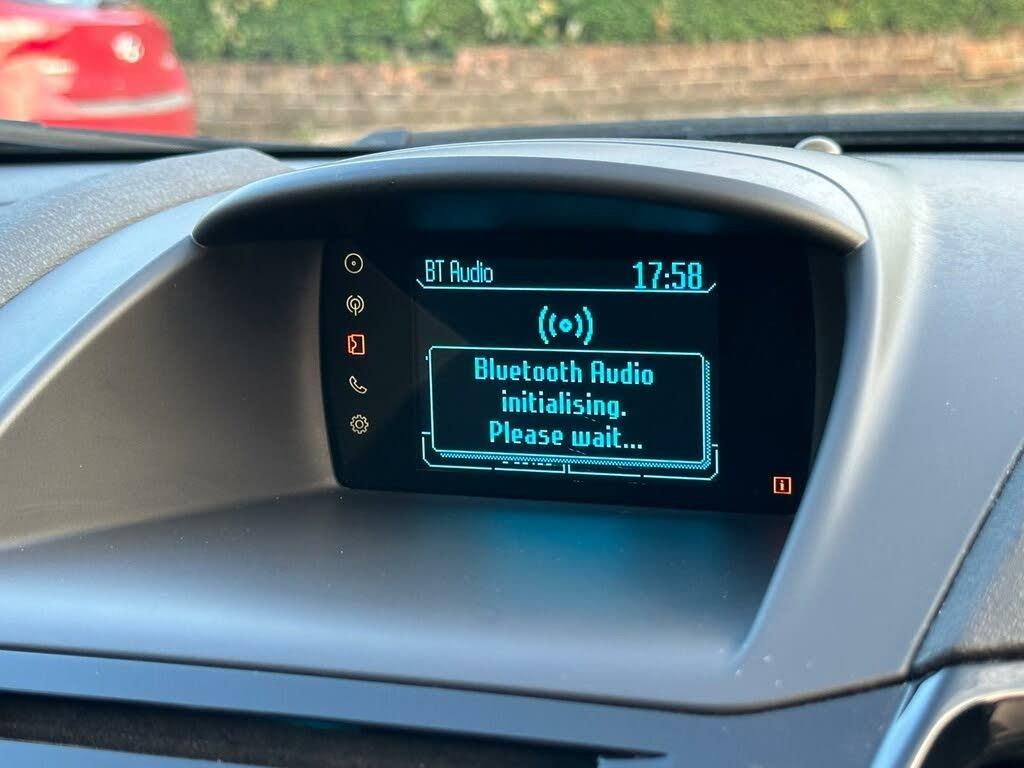 BT Audio 17:58
Bluetooth Audio
initialising.
Please wait...
i